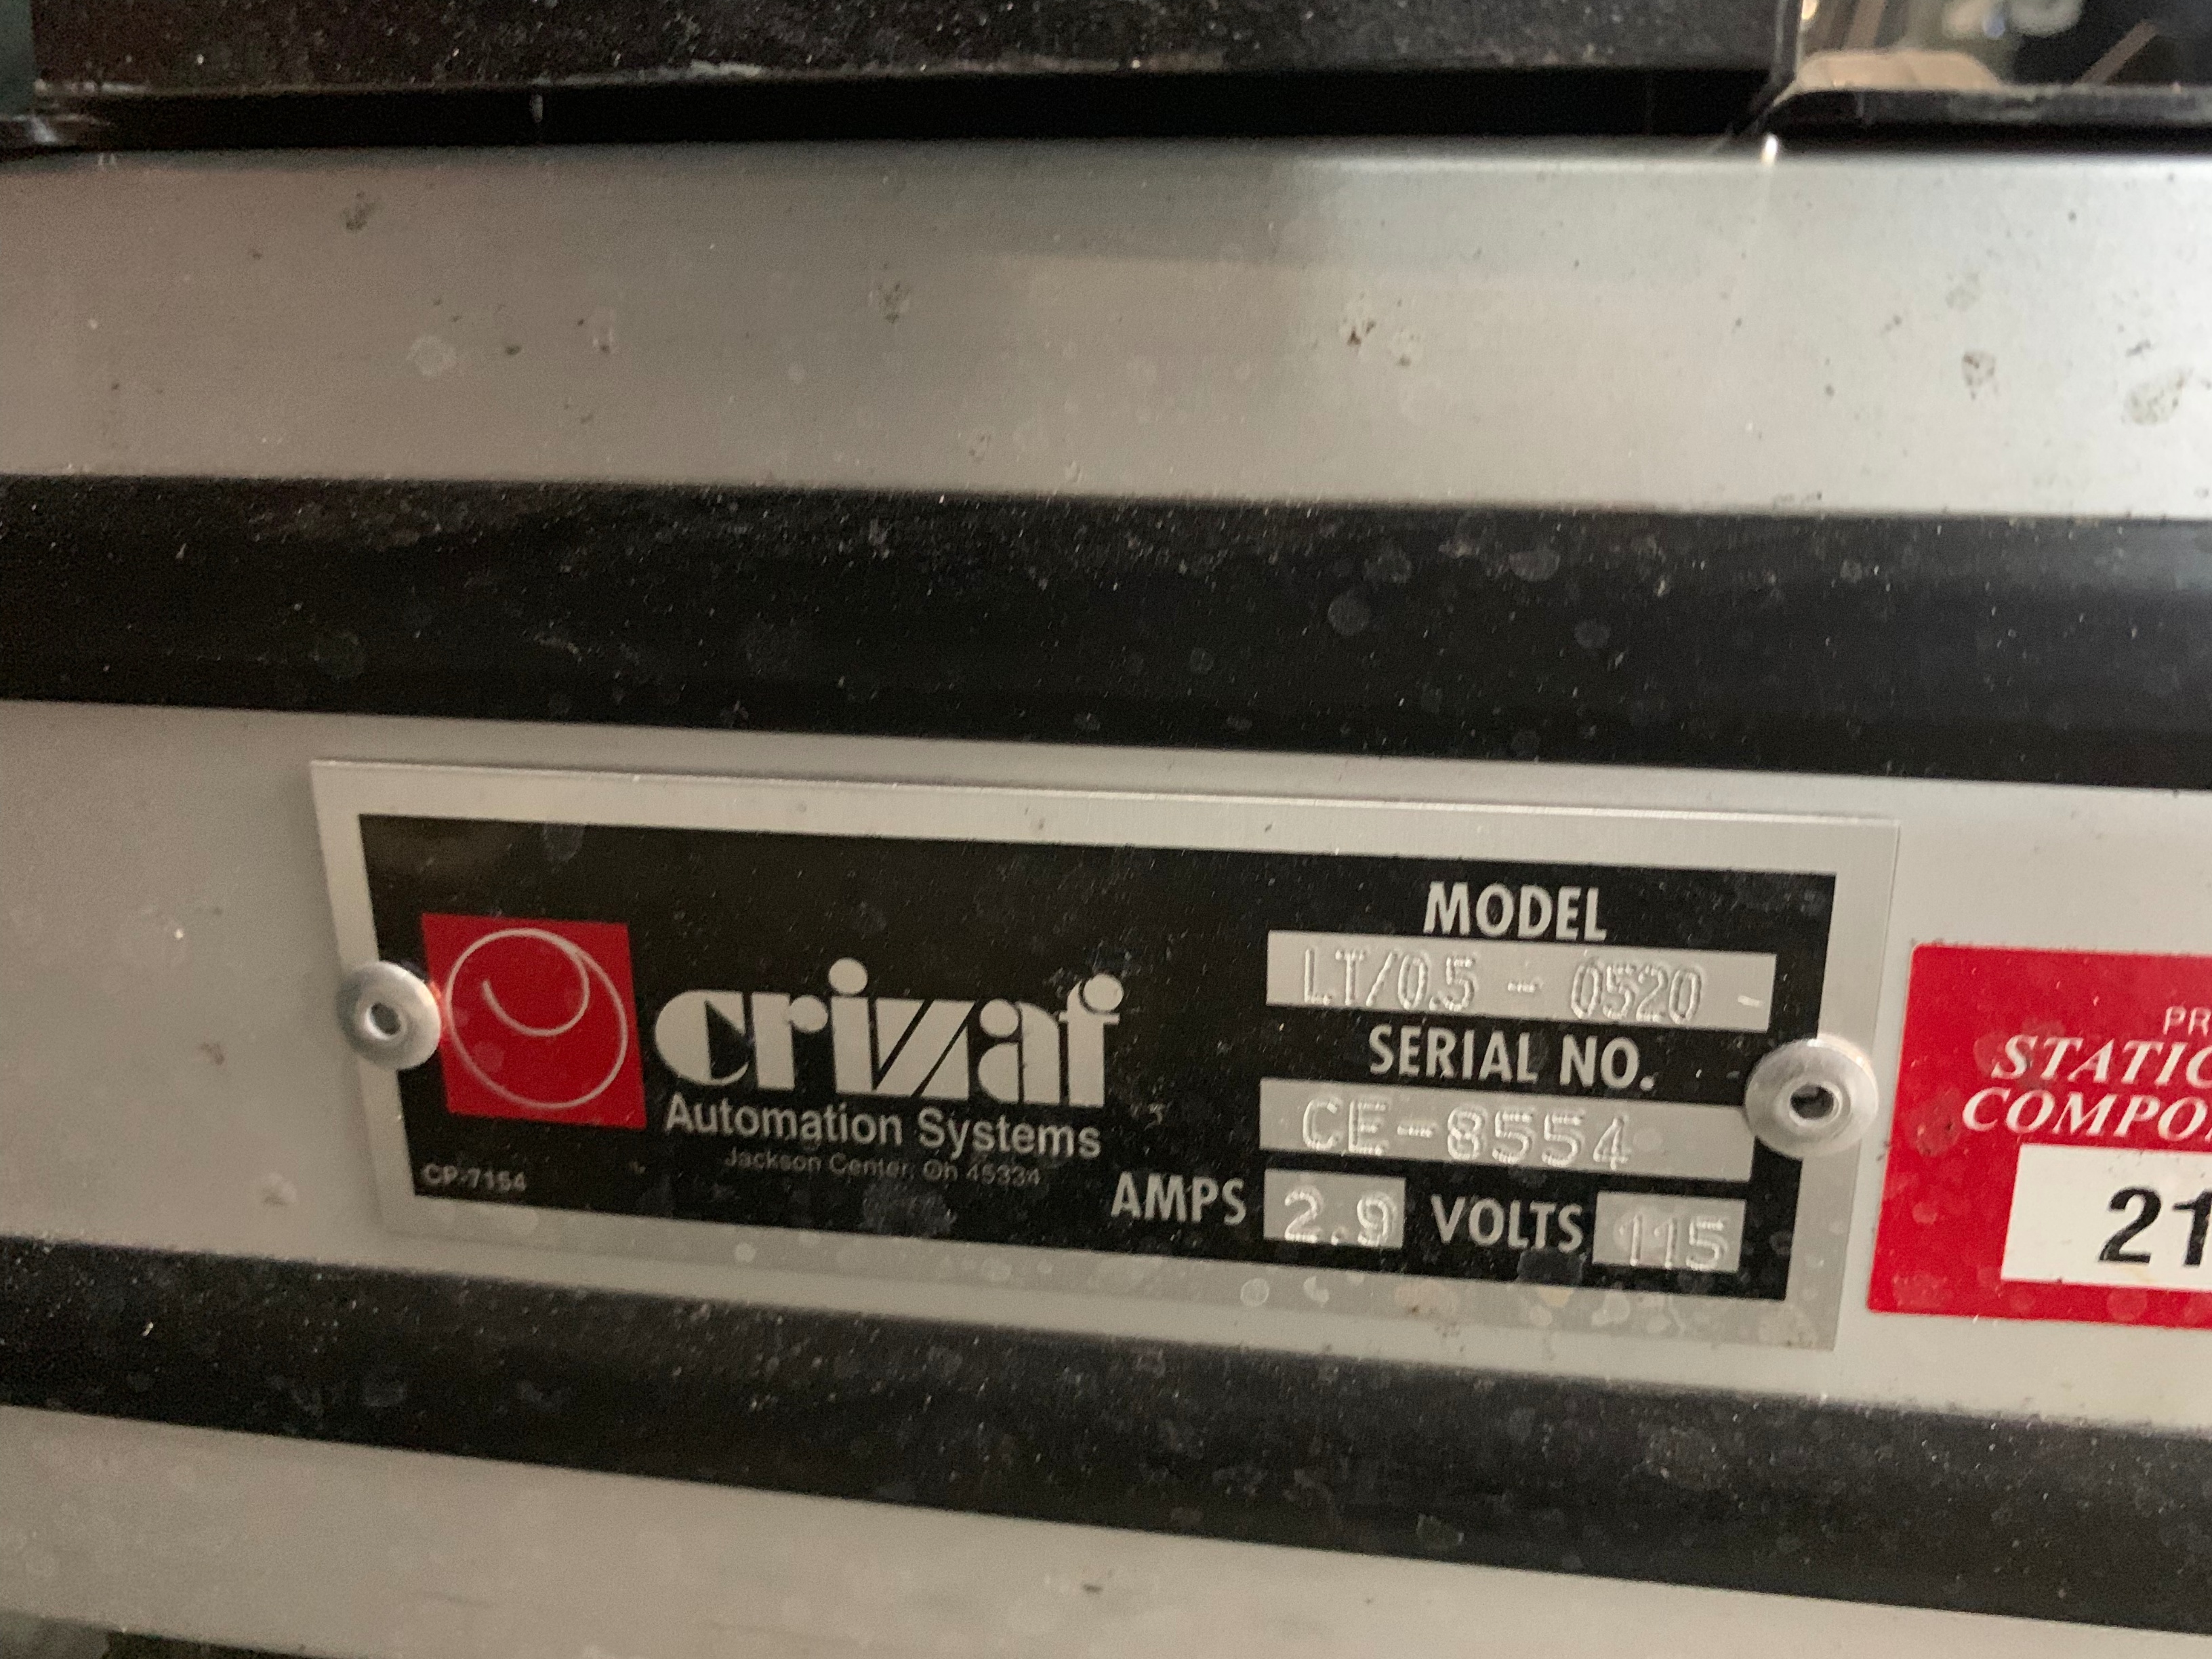 crizaf
Automation Systems
Jackson Center, Oh 45334
CP-7154
MODEL
LT/0.5 - 0520 -
SERIAL NO.
CE-8554
AMPS 2.9 VOLTS 115
PR
STATIC
COMPO
21